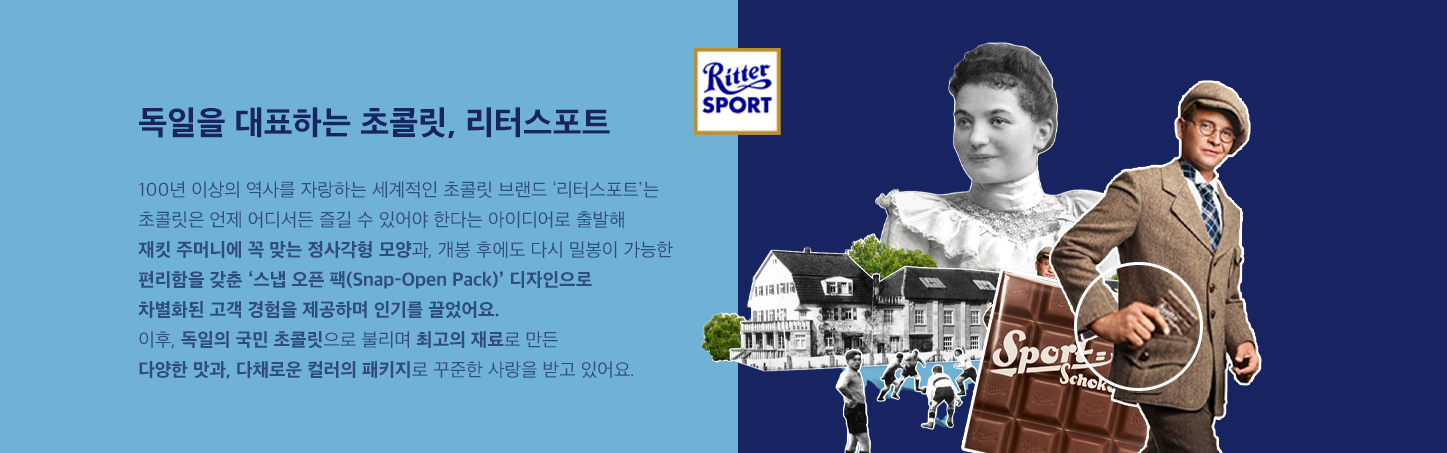 독일을 대표하는 초콜릿, 리터스포트
100년 이상의 역사를 자랑하는 세계적인 초콜릿 브랜드 ‘리터스포트’는
초콜릿은 언제 어디서든 즐길 수 있어야 한다는 아이디어로 출발해
재킷 주머니에 꼭 맞는 정사각형 모양과, 개봉 후에도 다시 밀봉이 가능한
편리함을 갖춘 ‘스냅 오픈 팩(Snap-Open Pack)’ 디자인으로
차별화된 고객 경험을 제공하며 인기를 끌었어요.
이후, 독일의 국민 초콜릿으로 불리며 최고의 재료로 만든
다양한 맛과, 다채로운 컬러의 패키지로 꾸준한 사랑을 받고 있어요.
Ritter
SPORT
Sport=
Schok
Ritter